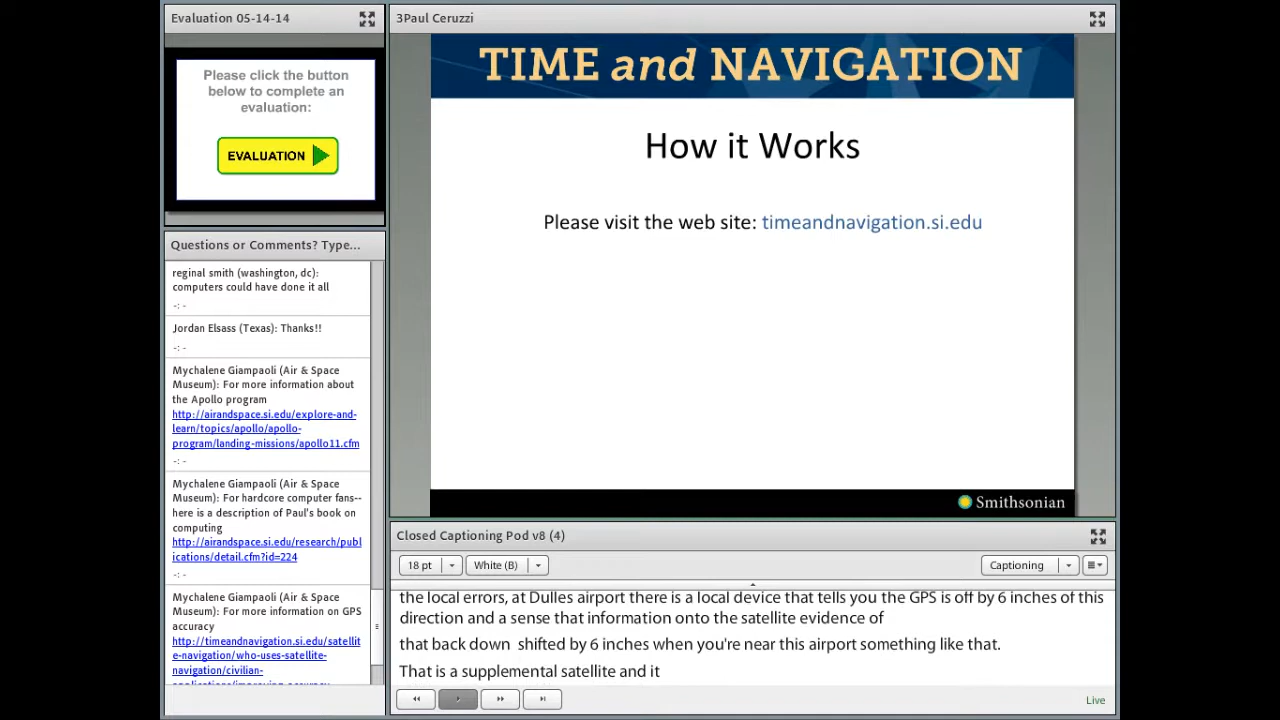 Evaluation 05-14-14
Please click the button
below to complete an
evaluation:
EVALUATION
Questions or Comments? Type...
reginal smith (washington, dc):
computers could have done it all
-: -
Jordan Elsass (Texas): Thanks!!
-: -
Mychalene Giampaoli (Air & Space
Museum): For more information about
the Apollo program
http://airandspace.si.edu/explore-and-
learn/topics/apollo/apollo-
program/landing-missions/apollo11.cfm
-: -
Mychalene Giampaoli (Air & Space
Museum): For hardcore computer fans--
here is a description of Paul's book on
computing
http://airandspace.si.edu/research/publ
ications/detail.cfm?id=224
-: -
Mychalene Giampaoli (Air & Space
Museum): For more information on GPS
accuracy
http://timeandnavigation.si.edu/satellit
e-navigation/who-uses-satellite-
navigation/civilian-
3Paul Ceruzzi
TIME and NAVIGATION
How it Works
Please visit the web site: timeandnavigation.si.edu
Smithsonian
Closed Captioning Pod v8 (4)
18 pt
White (B)
Captioning
the local errors, at Dulles airport there is a local device that tells you the GPS is off by 6 inches of this
direction and a sense that information onto the satellite evidence of
that back down  shifted by 6 inches when you're near this airport something like that.
That is a supplemental satellite and it
Live